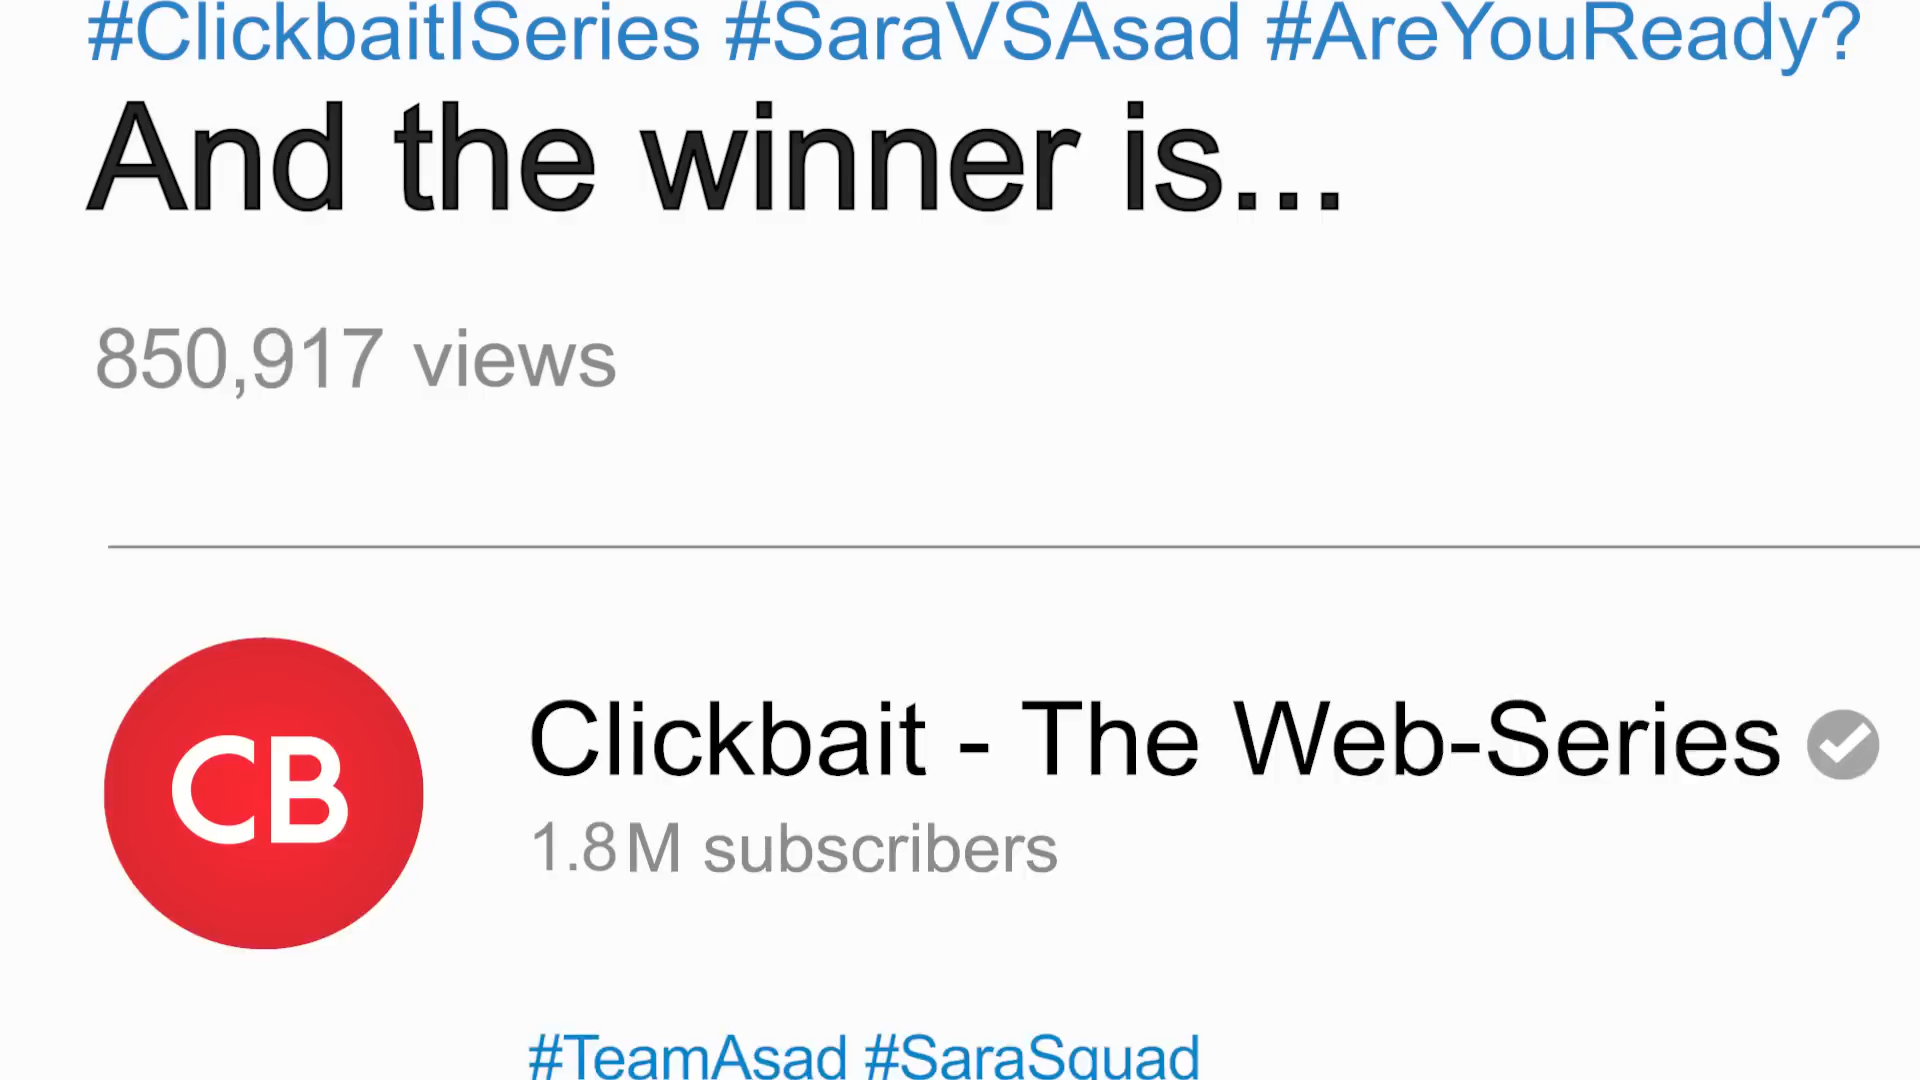 #ClickbaitISeries #SaraVSAsad #AreYouReady?
And the winner is...
850,917 views
CB
Clickbait - The Web-Series
1.8M subscribers
#TeamAsad #SaraSquad